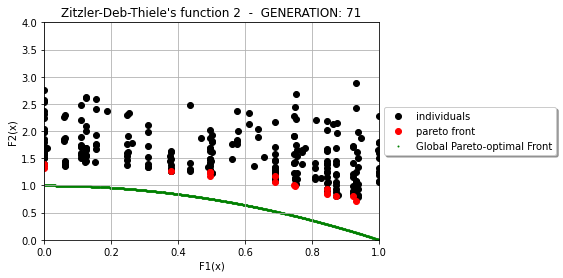 Zitzler-Deb-Thiele's function 2 - GENERATION: 71
4.0
3.5
3.0
2.5
2.0
1.5
1.0
0.5
0.0
F2(x)
0.0 0.2 0.4 0.6 0.8 1.0
F1(x)
individuals
pareto front
Global Pareto-optimal Front